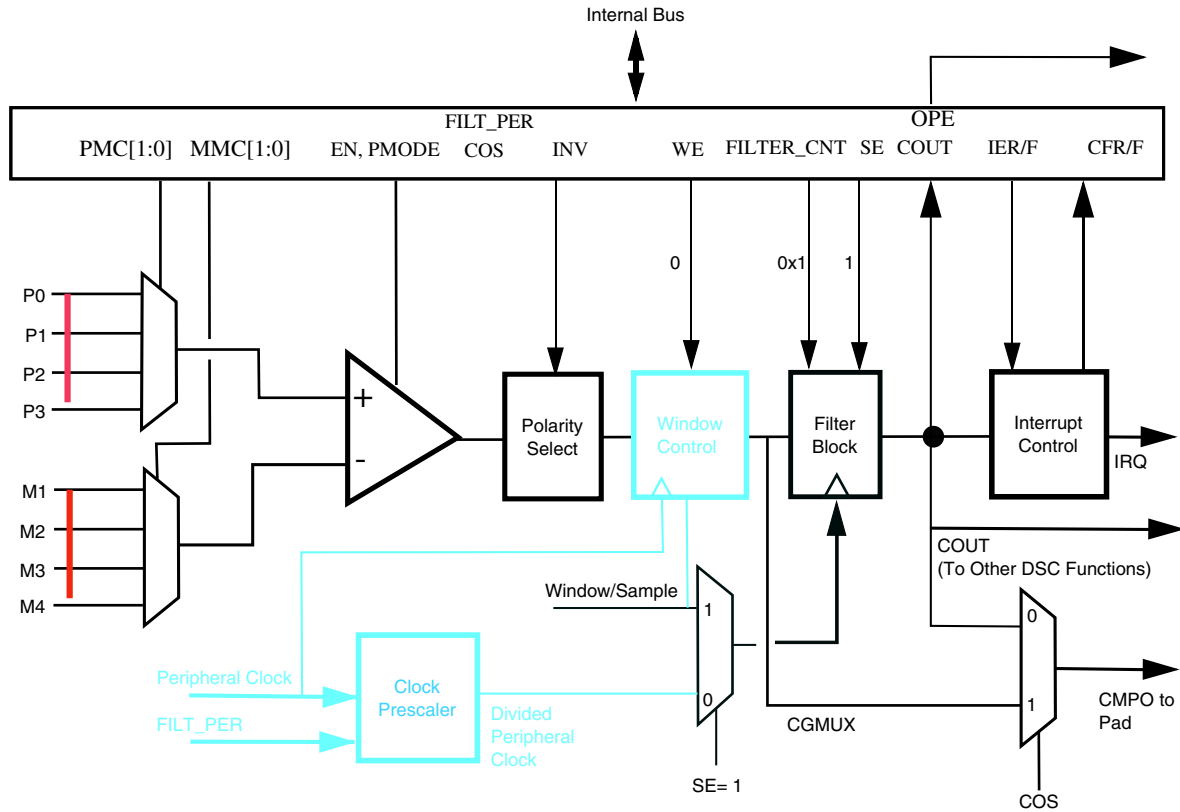 Internal Bus
FILT_PER
OPE
PMC[1:0] MMC[1:0] EN, PMODE COS INV WE FILTER_CNT SE COUT IER/F CFR/F
0 0x1 1
P0
P1
P2
P3
+
-
Polarity
Select
Window
Control
Filter
Block
Interrupt
Control
IRQ
M1
M2
M3
M4
COUT
(To Other DSC Functions)
Window/Sample
1
0
0
1
Peripheral Clock
FILT_PER
Clock
Prescaler
Divided
Peripheral
Clock
CGMUX
CMPO to
Pad
SE= 1
COS